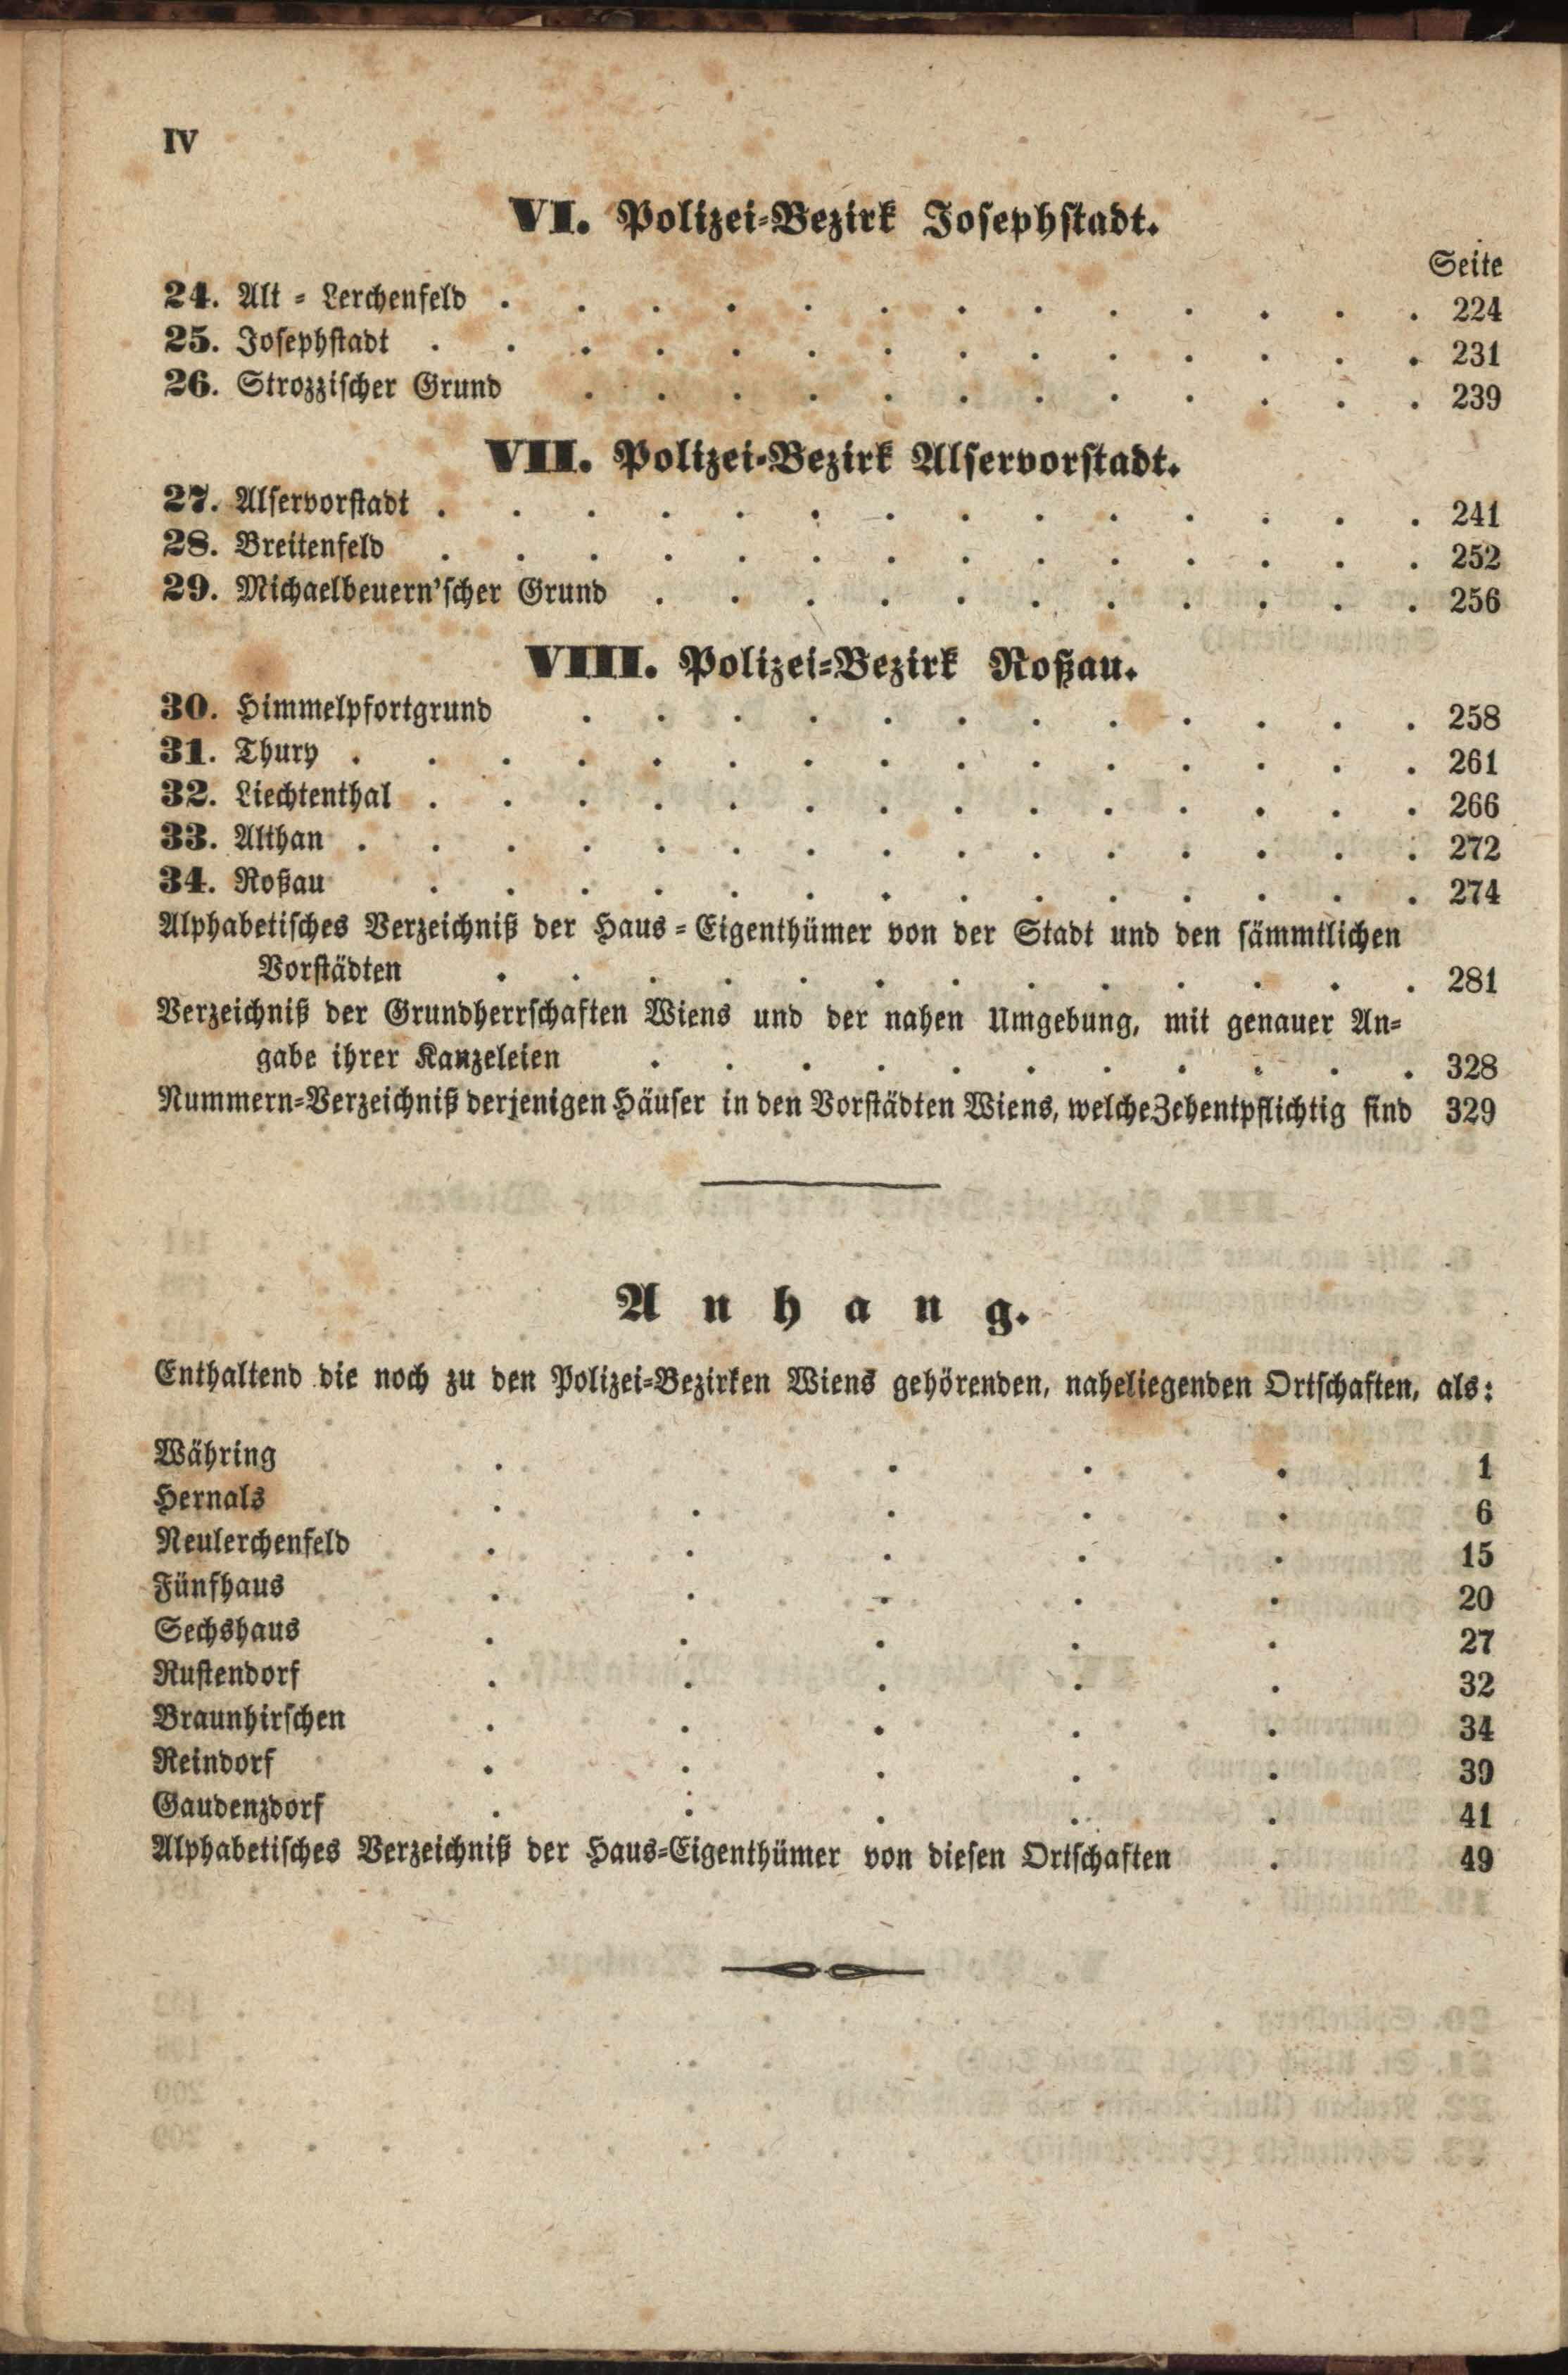 IV
VI. Polizei-Bezirk Josephstadt.
Seite
24. Alt-Lerchenfeld . . . . . . . . . . . . . 224
25. Josephstadt . . . . . . . . . . . . . . 231
26. Strozzischer Grund . . . . . . . . . . . . 239
VII. Polizei-Bezirk Alservorstadt.
27. Alservorstadt . . . . . . . . . . . . . . 241
28. Breitenfeld . . . . . . . . . . . . . . 252
29. Michaelbeuern'scher Grund . . . . . . . . . . . 256
VIII. Polizei-Bezirk Roßau.
30. Himmelpfortgrund . . . . . . . . . . . . 258
31. Thury . . . . . . . . . . . . . . . 261
32. Liechtenthal . . . . . . . . . . . . . . 266
33. Althan . . . . . . . . . . . . . . . 272
34. Roßau . . . . . . . . . . . . . . 274
Alphabetisches Verzeichniß der Haus-Eigenthümer von der Stadt und den sämmtlichen
Vorstädten . . . . . . . . . . . . . 281
Verzeichniß der Grundherrschaften Wiens und der nahen Umgebung, mit genauer An-
gabe ihrer Kanzeleien . . . . . . . . . . . 328
Nummern-Verzeichniß derjenigen Häuser in den Vorstädten Wiens, welche Zehentpflichtig sind 329
Anhang.
Enthaltend die noch zu den Polizei-Bezirken Wiens gehörenden, naheliegenden Ortschaften, als:
Währing . . . . 1
Hernals . . . . . 6
Neulerchenfeld . . . . . 15
Fünfhaus . . . . . 20
Sechshaus . . . . . 27
Rustendorf . . . . . 32
Braunhirschen . . . . . 34
Reindorf . . . . . 39
Gaudenzdorf . . . . . 41
Alphabetisches Verzeichniß der Haus-Eigenthümer von diesen Ortschaften . 49